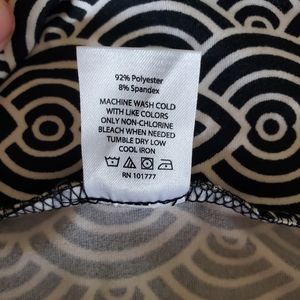 92% Polyester
8% Spandex
MACHINE WASH COLD
WITH LIKE COLORS
ONLY NON-CHLORINE
BLEACH WHEN NEEDED
TUMBLE DRY LOW
COOL IRON
RN 101777